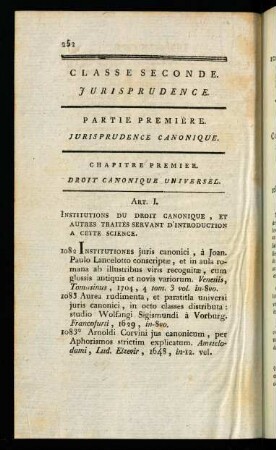 252
CLASSE SECONDE.
JURISPRUDENCE.
PARTIE PREMIÈRE.
JURISPRUDENCE CANONIQUE.
CHAPITRE PREMIER.
DROIT CANONIQUE UNIVERSEL.
ART. I.
INSTITUTIONS DU DROIT CANONIQUE, ET
AUTRES TRAITÉS SERVANT D'INTRODUCTION
A CETTE SCIENCE.
1082 INSTITUTIONES juris canonici, à Joan.
Paulo Lanceloto conscriptæ, et in aula ro-
mana ab illustribus viris recognitæ, cum
glossis antiquis et novis variorum. Venetiis,
Tomasinus, 1704, 4 tom. 3 vol. in-8vo.
1083 Aurea rudimenta, et paratitla universi
juris canonici, in octo classes distributa:
studio Wolfangi Sigismundi à Vorburg.
Francofurti, 1629, in-8vo.
1083° Arnoldi Corvini jus canonicum, per
Aphorismos strictim explicatum. Amstelo-
dami, Lud. Elzevir, 1648, in-12. vel.